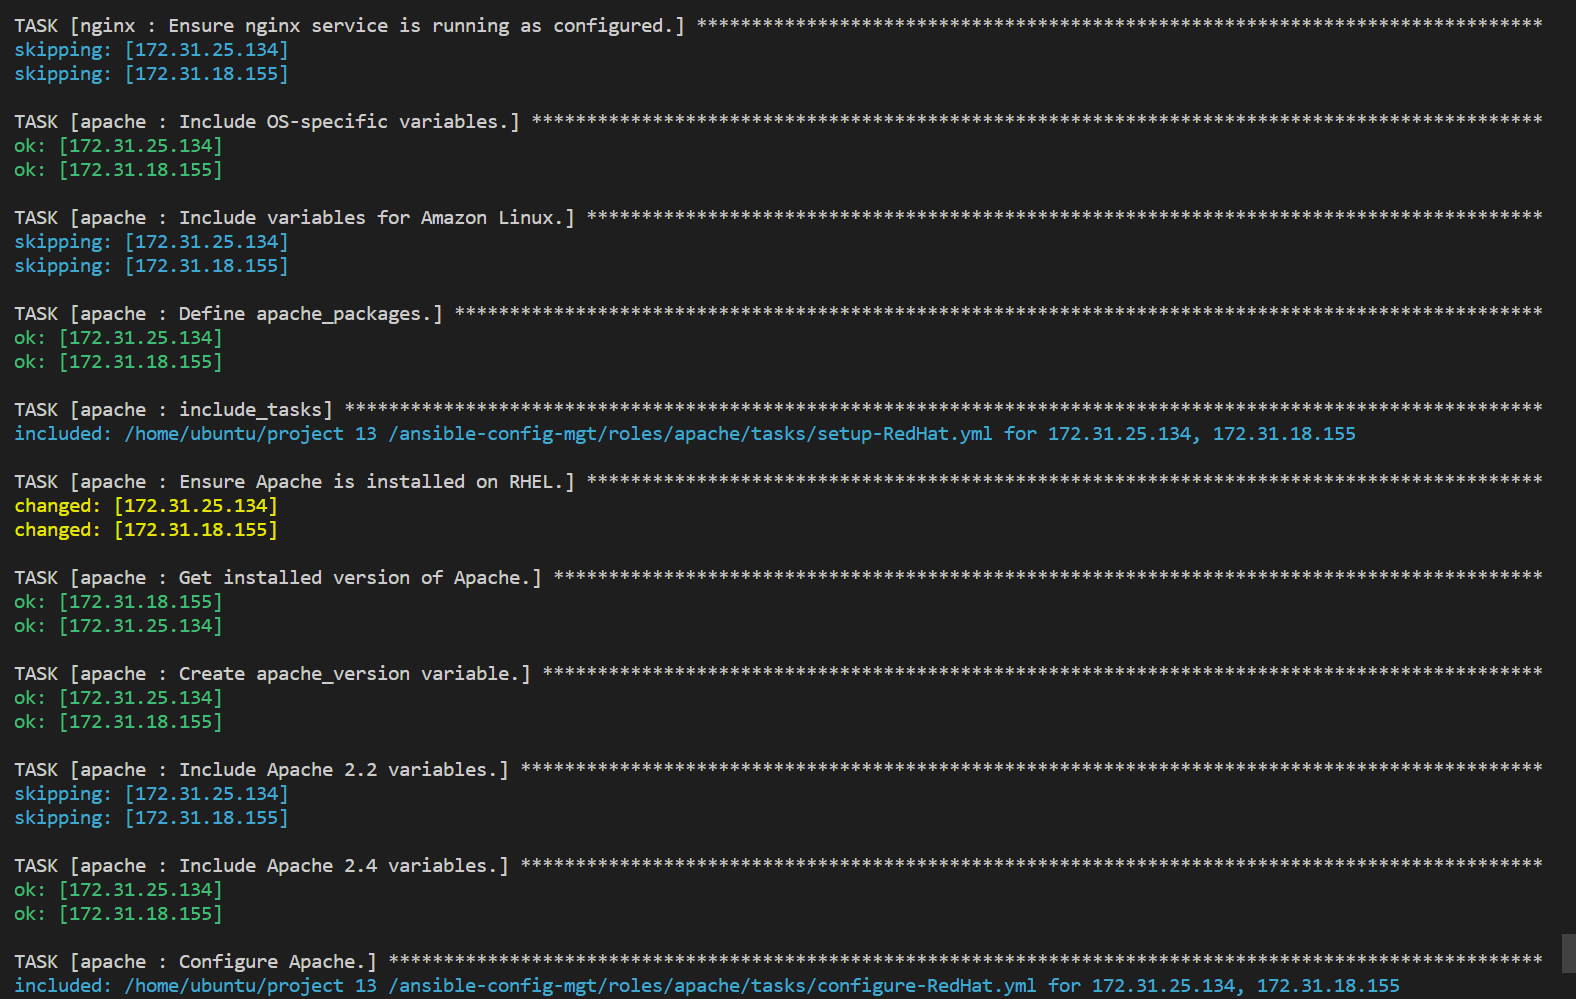 TASK [nginx : Ensure nginx service is running as configured.] *****************************************************************************
skipping: [172.31.25.134]
skipping: [172.31.18.155]
TASK [apache : Include OS-specific variables.] ********************************************************************************************
ok: [172.31.25.134]
ok: [172.31.18.155]
TASK [apache : Include variables for Amazon Linux.] ***************************************************************************************
skipping: [172.31.25.134]
skipping: [172.31.18.155]
TASK [apache : Define apache_packages.] ***************************************************************************************************
ok: [172.31.25.134]
ok: [172.31.18.155]
TASK [apache : include_tasks] *************************************************************************************************************
included: /home/ubuntu/project 13 /ansible-config-mgt/roles/apache/tasks/setup-RedHat.yml for 172.31.25.134, 172.31.18.155
TASK [apache : Ensure Apache is installed on RHEL.] ***************************************************************************************
changed: [172.31.25.134]
changed: [172.31.18.155]
TASK [apache : Get installed version of Apache.] ******************************************************************************************
ok: [172.31.18.155]
ok: [172.31.25.134]
TASK [apache : Create apache_version variable.] *******************************************************************************************
ok: [172.31.25.134]
ok: [172.31.18.155]
TASK [apache : Include Apache 2.2 variables.] *********************************************************************************************
skipping: [172.31.25.134]
skipping: [172.31.18.155]
TASK [apache : Include Apache 2.4 variables.] *********************************************************************************************
ok: [172.31.25.134]
ok: [172.31.18.155]
TASK [apache : Configure Apache.] *********************************************************************************************************
included: /home/ubuntu/project 13 /ansible-config-mgt/roles/apache/tasks/configure-RedHat.yml for 172.31.25.134, 172.31.18.155